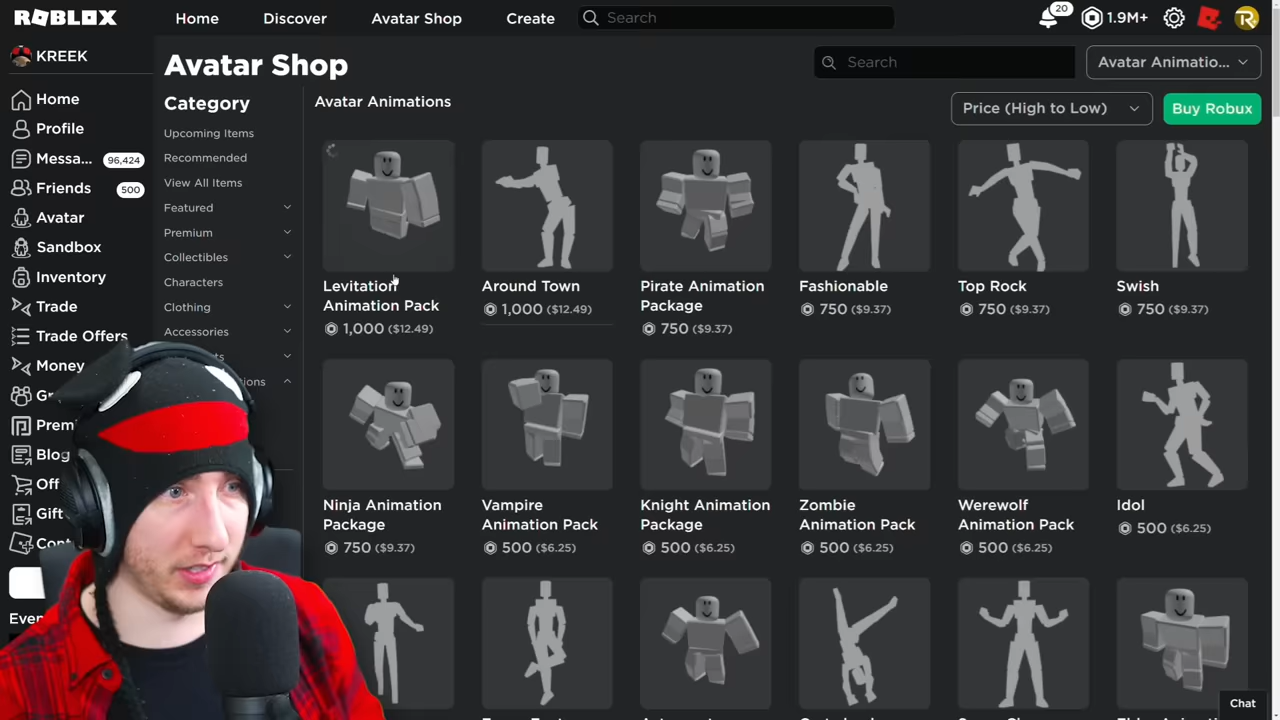 ROBLOX
Home
Discover
Avatar Shop
Create
Search
20
1.9M+
R
KREEK
Home
Profile
Messa...
96,424
Friends
500
Avatar
Sandbox
Inventory
Trade
Trade Offers
Money
Gr
Prem
Blog
Off
Gift
Cont
Even
Avatar Shop
Search
Avatar Animatio...
Category
Upcoming Items
Recommended
View All Items
Featured
Premium
Collectibles
Characters
Clothing
Accessories
Avatar Animations
Price (High to Low)
Buy Robux
Levitation
Animation Pack
1,000 ($12.49)
Around Town
1,000 ($12.49)
Pirate Animation
Package
750 ($9.37)
Fashionable
750 ($9.37)
Top Rock
750 ($9.37)
Swish
750 ($9.37)
Ninja Animation
Package
750 ($9.37)
Vampire
Animation Pack
500 ($6.25)
Knight Animation
Package
500 ($6.25)
Zombie
Animation Pack
500 ($6.25)
Werewolf
Animation Pack
500 ($6.25)
Idol
500 ($6.25)
Chat